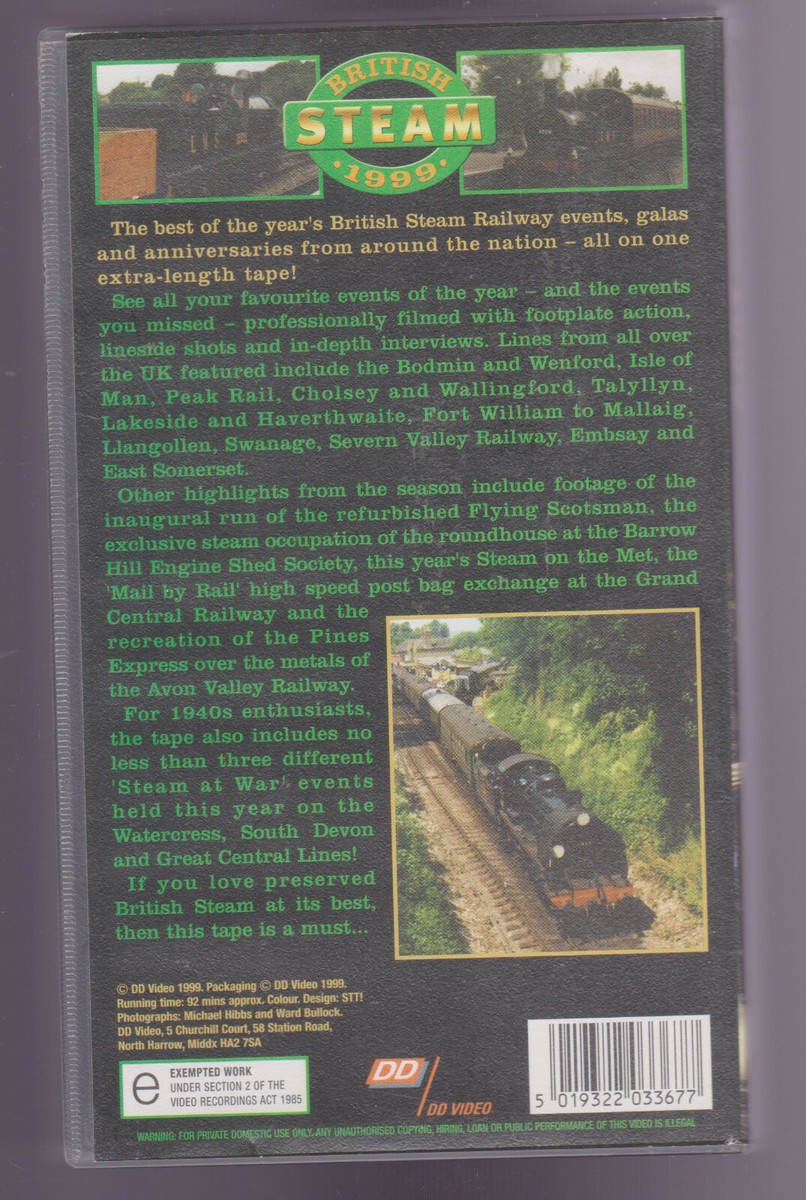 BRITISH
STEAM
·1999·
The best of the year's British Steam Railway events, galas
and anniversaries from around the nation – all on one
extra-length tape!
See all your favourite events of the year – and the events
you missed – professionally filmed with footplate action,
lineside shots and in-depth interviews. Lines from all over
the UK featured include the Bodmin and Wenford, Isle of
Man, Peak Rail, Cholsey and Wallingford, Talyllyn,
Lakeside and Haverthwaite, Fort William to Mallaig,
Llangollen, Swanage, Severn Valley Railway, Embsay and
East Somerset.
Other highlights from the season include footage of the
inaugural run of the refurbished Flying Scotsman, the
exclusive steam occupation of the roundhouse at the Barrow
Hill Engine Shed Society, this year's Steam on the Met, the
'Mail by Rail' high speed post bag exchange at the Grand
Central Railway and the
recreation of the Pines
Express over the metals of
the Avon Valley Railway.
For 1940s enthusiasts,
the tape also includes no
less than three different
'Steam at War' events
held this year on the
Watercress, South Devon
and Great Central Lines!
If you love preserved
British Steam at its best,
then this tape is a must...
© DD Video 1999. Packaging © DD Video 1999.
Running time: 92 mins approx. Colour. Design: STT!
Photographs: Michael Hibbs and Ward Bullock.
DD Video, 5 Churchill Court, 58 Station Road,
North Harrow, Middx HA2 7SA
e EXEMPTED WORK
UNDER SECTION 2 OF THE
VIDEO RECORDINGS ACT 1985
DD
DD VIDEO
5 019322 033677
WARNING: FOR PRIVATE DOMESTIC USE ONLY. ANY UNAUTHORISED COPYING, HIRING, LOAN OR PUBLIC PERFORMANCE OF THIS VIDEO IS ILLEGAL